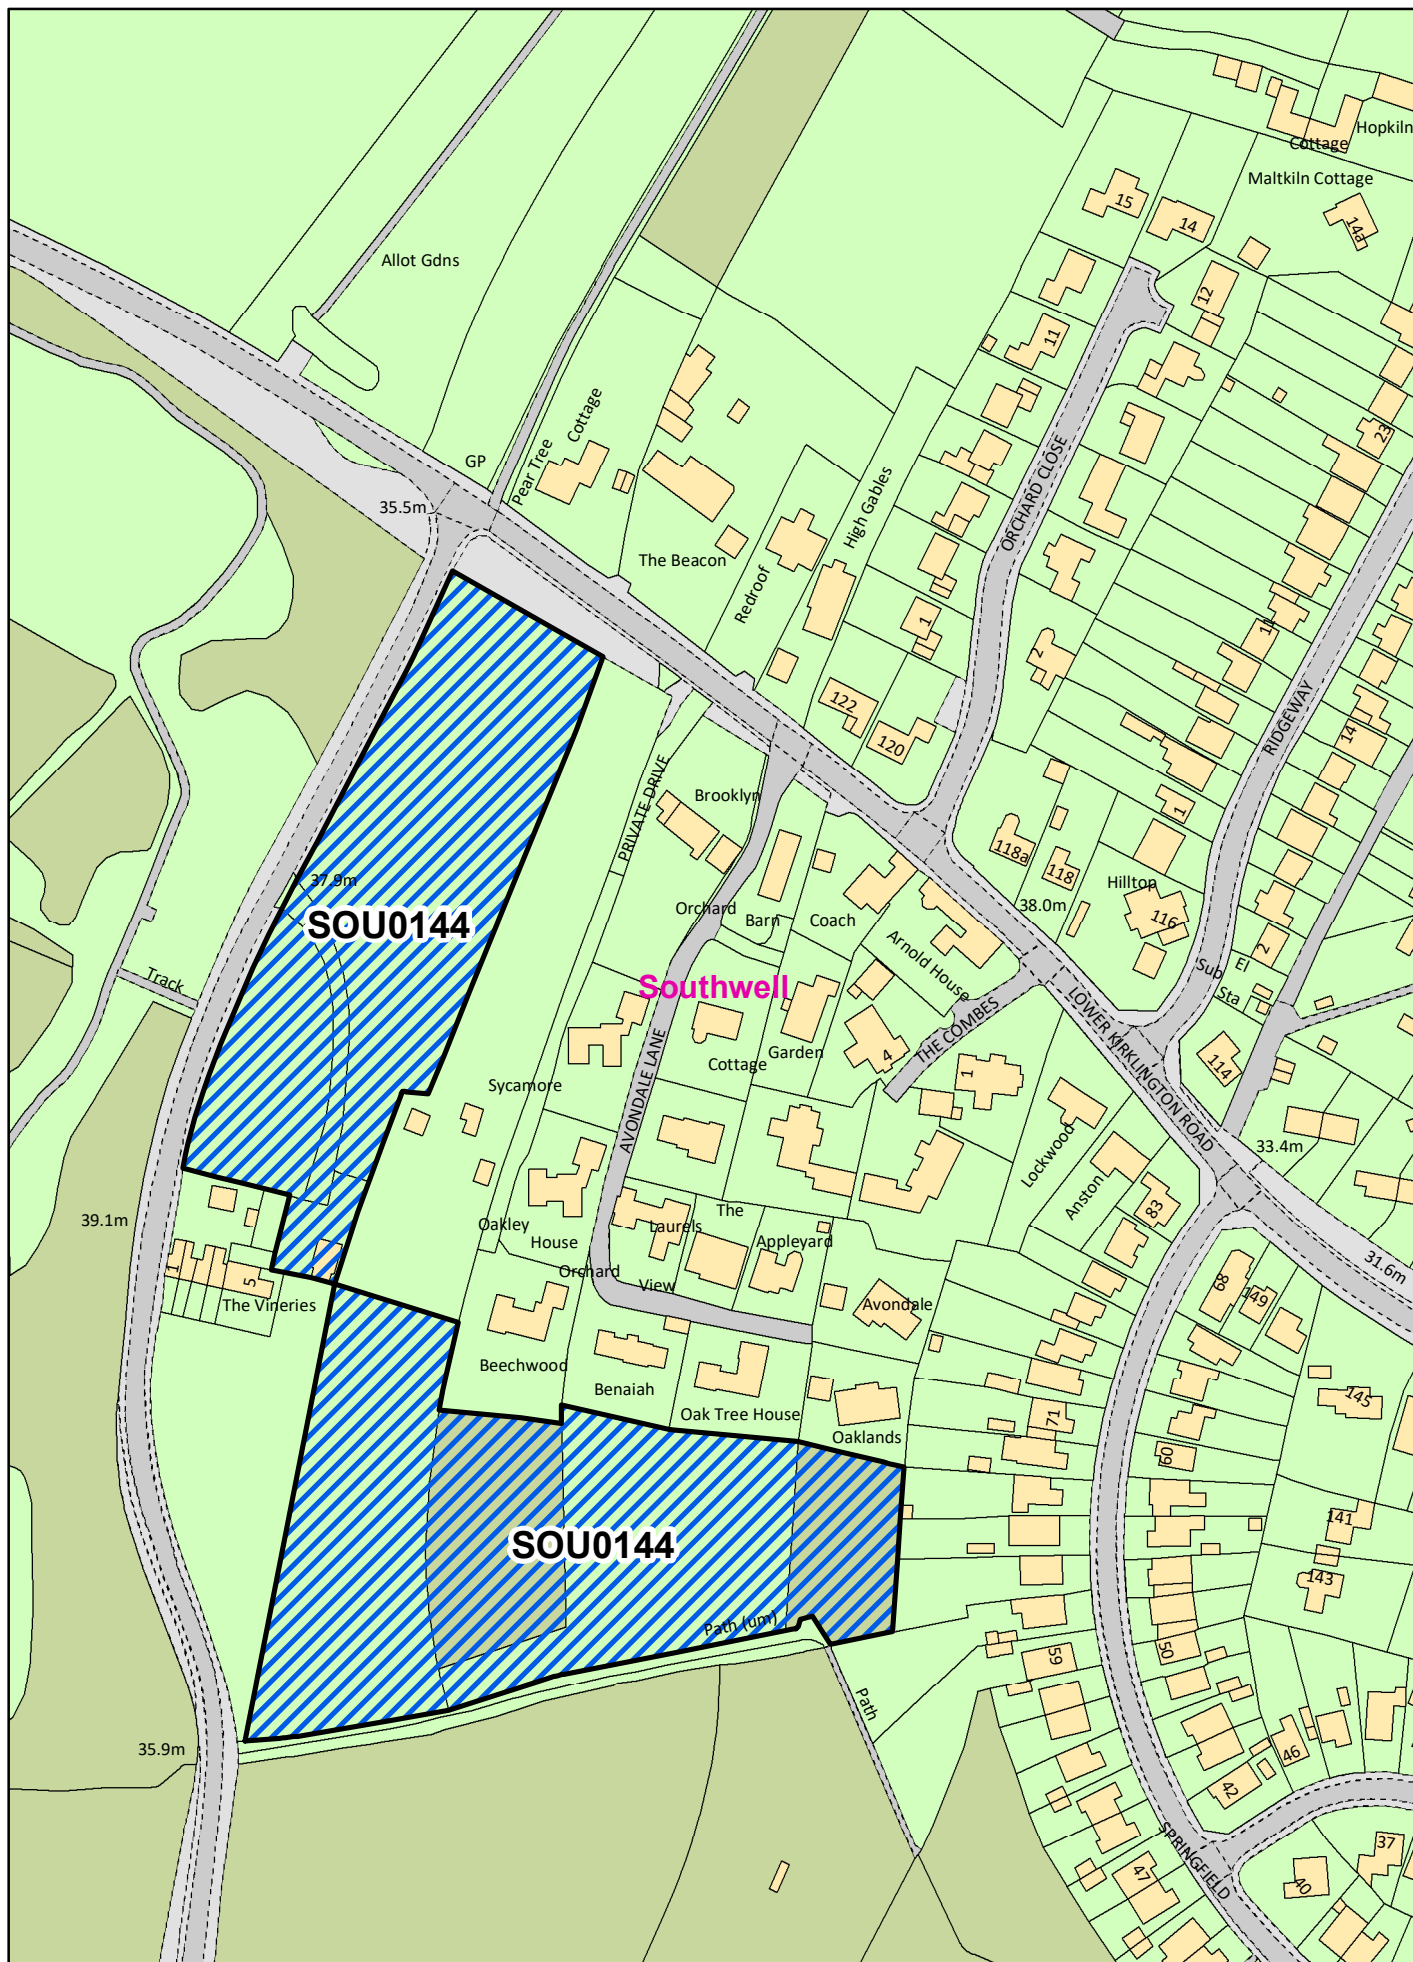 Hopkiln
Cottage
Maltkiln Cottage
15
14
14a
Allot Gdns
12
11
Cottage
Pear Tree
GP
35.5m
High Gables
ORCHARD CLOSE
23
The Beacon
Redroof
1
2
11
122
120
RIDGEWAY
14
PRIVATE DRIVE
Brooklyn
1
118a
118
Hilltop
37.9m
SOU0144
Orchard
Barn
Coach
38.0m
116
Arnold House
2
El
Sub
Sta
Track
Southwell
LOWER KIRKLINGTON ROAD
THE COMBES
AVONDALE LANE
Garden
Cottage
4
1
114
Sycamore
Lockwood
33.4m
Anston
83
39.1m
Oakley
House
Laurels
The
Appleyard
31.6m
Orchard
View
1
5
The Vineries
Avondale
68
149
Beechwood
Benaiah
Oak Tree House
Oaklands
71
145
60
SOU0144
141
143
Path (um)
59
50
Path
35.9m
46
42
SPRINGFIELD
47
37
40